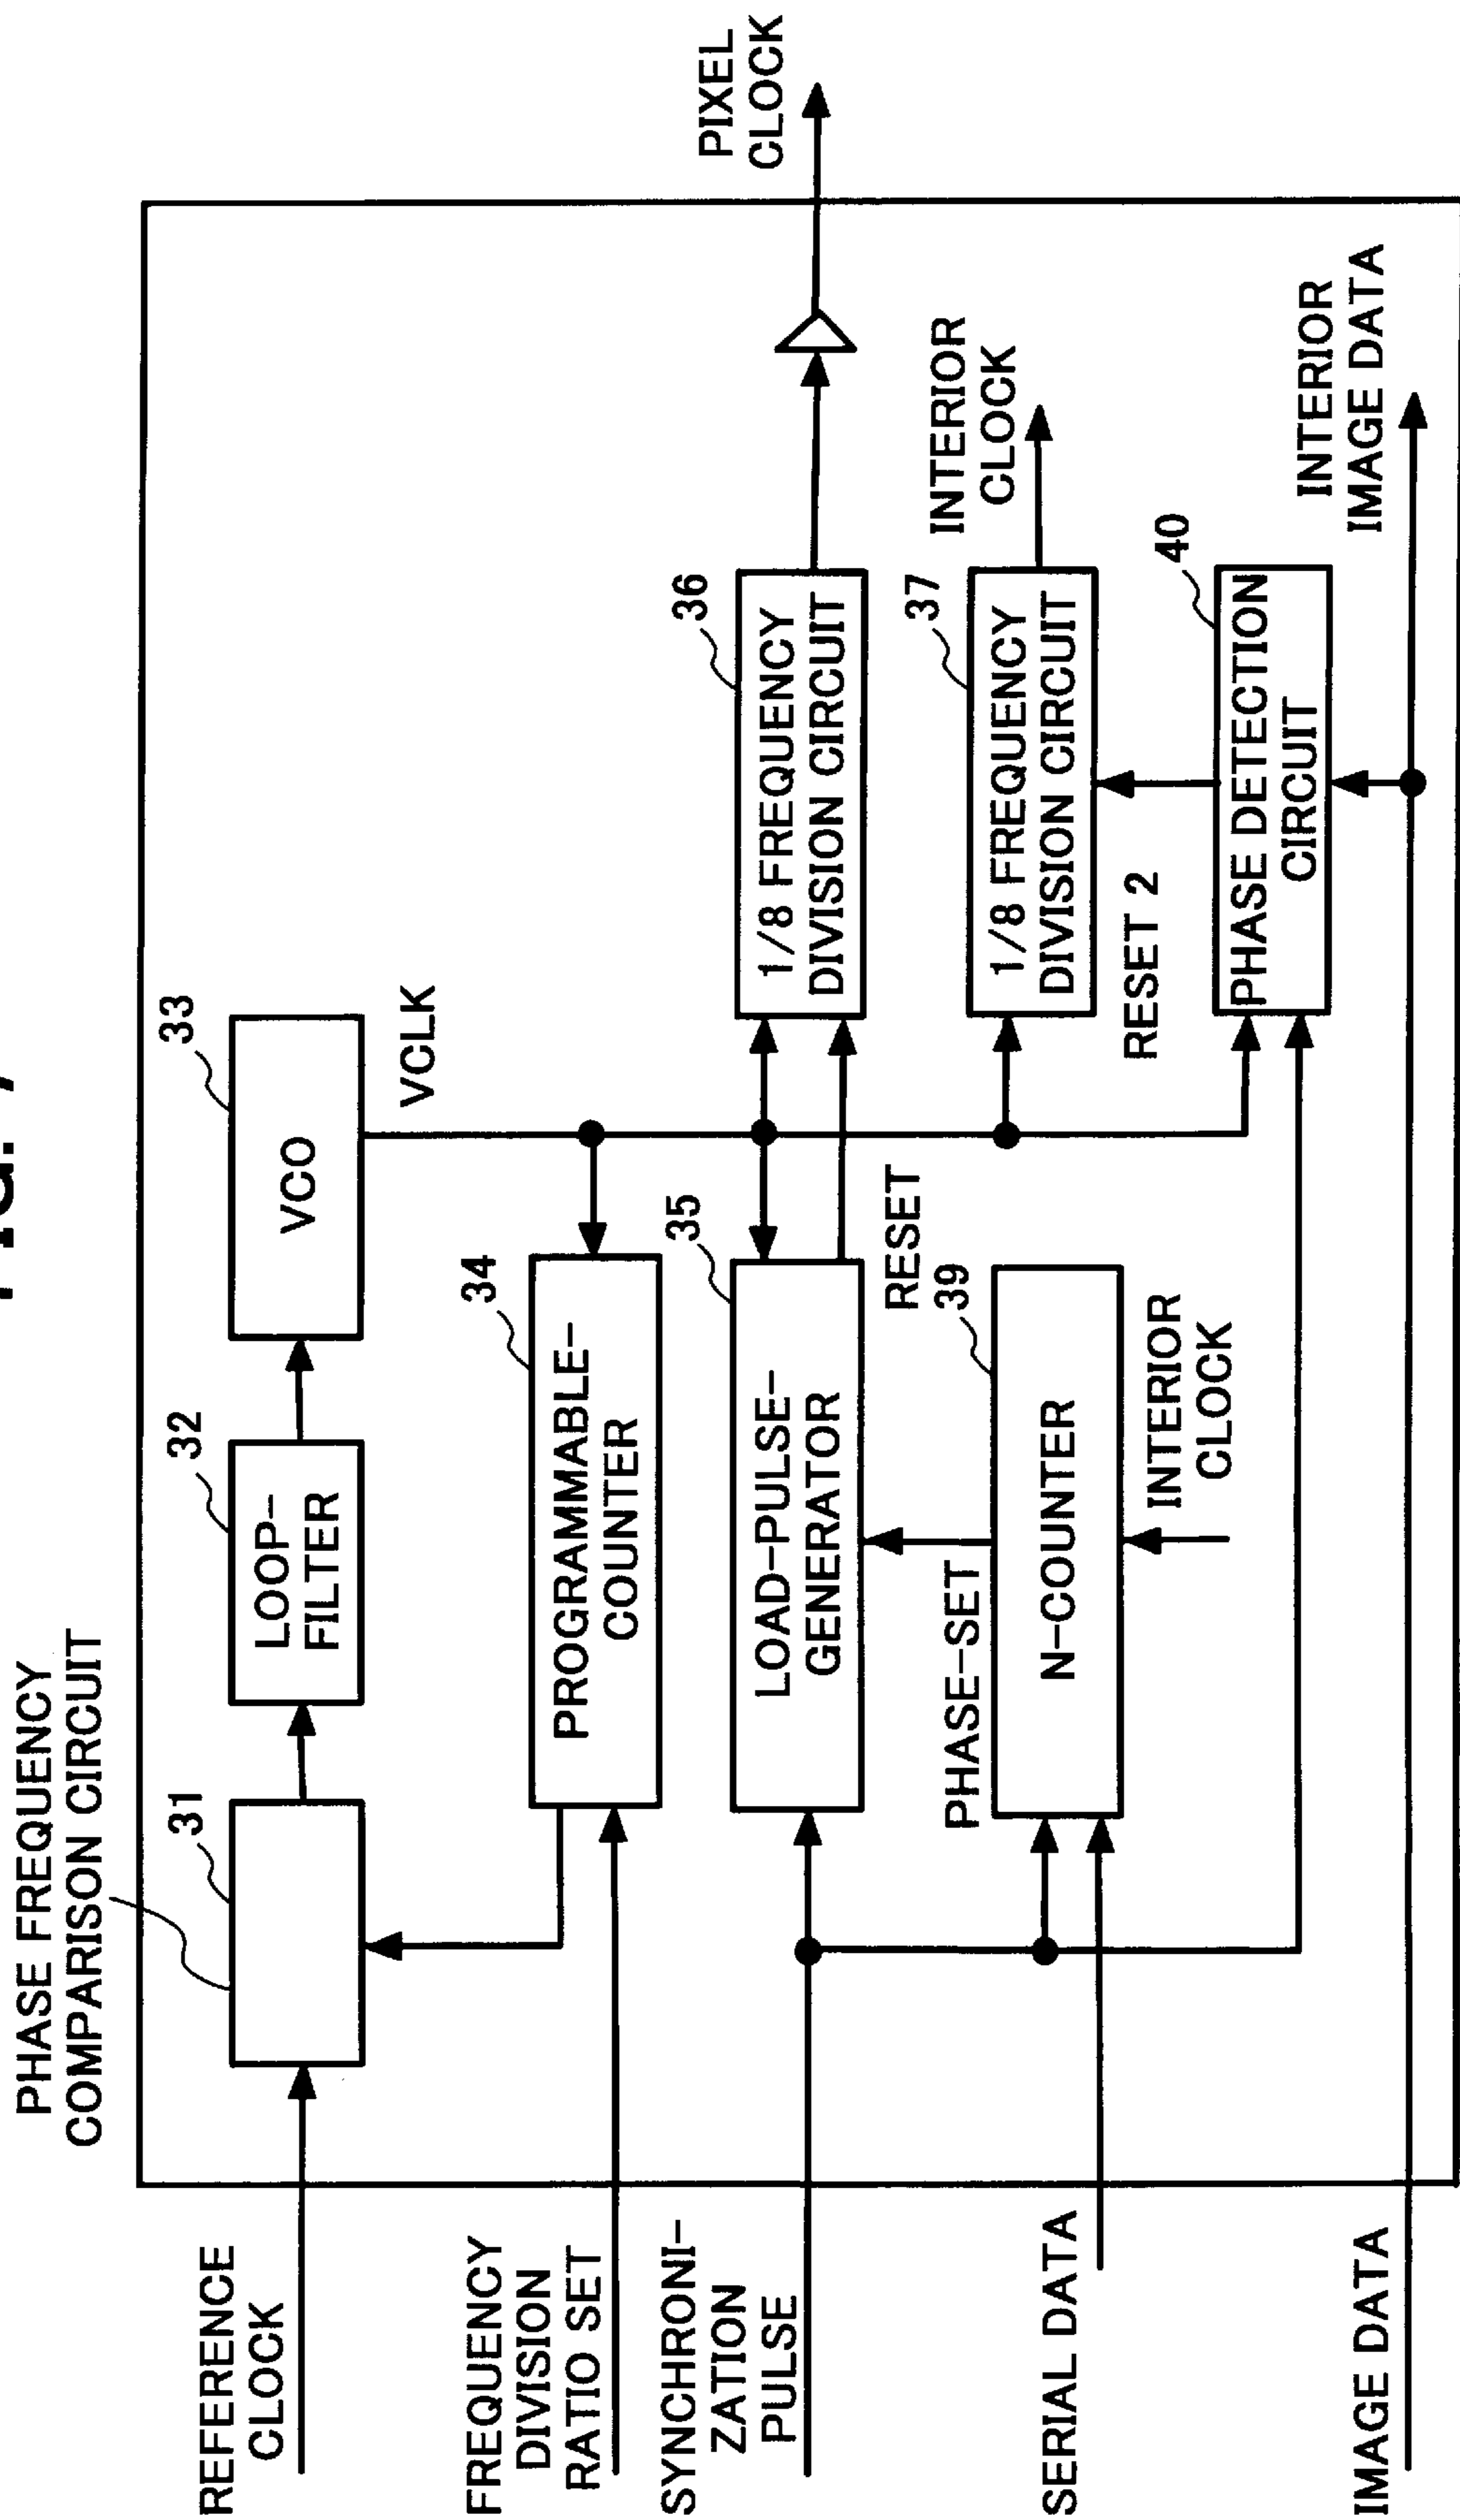 PHASE FREQUENCY
COMPARISON CIRCUIT
31
32
33
REFERENCE
CLOCK
LOOP-
FILTER
VCO
VCLK
34
FREQUENCY
DIVISION
RATIO SET
PROGRAMMABLE-
COUNTER
35
36
SYNCHRONI-
ZATION
PULSE
LOAD-PULSE-
GENERATOR
1/8 FREQUENCY
DIVISION CIRCUIT
PIXEL
CLOCK
RESET
PHASE-SET
39
37
INTERIOR
CLOCK
SERIAL DATA
N-COUNTER
1/8 FREQUENCY
DIVISION CIRCUIT
RESET 2
INTERIOR
CLOCK
40
PHASE DETECTION
CIRCUIT
IMAGE DATA
INTERIOR
IMAGE DATA